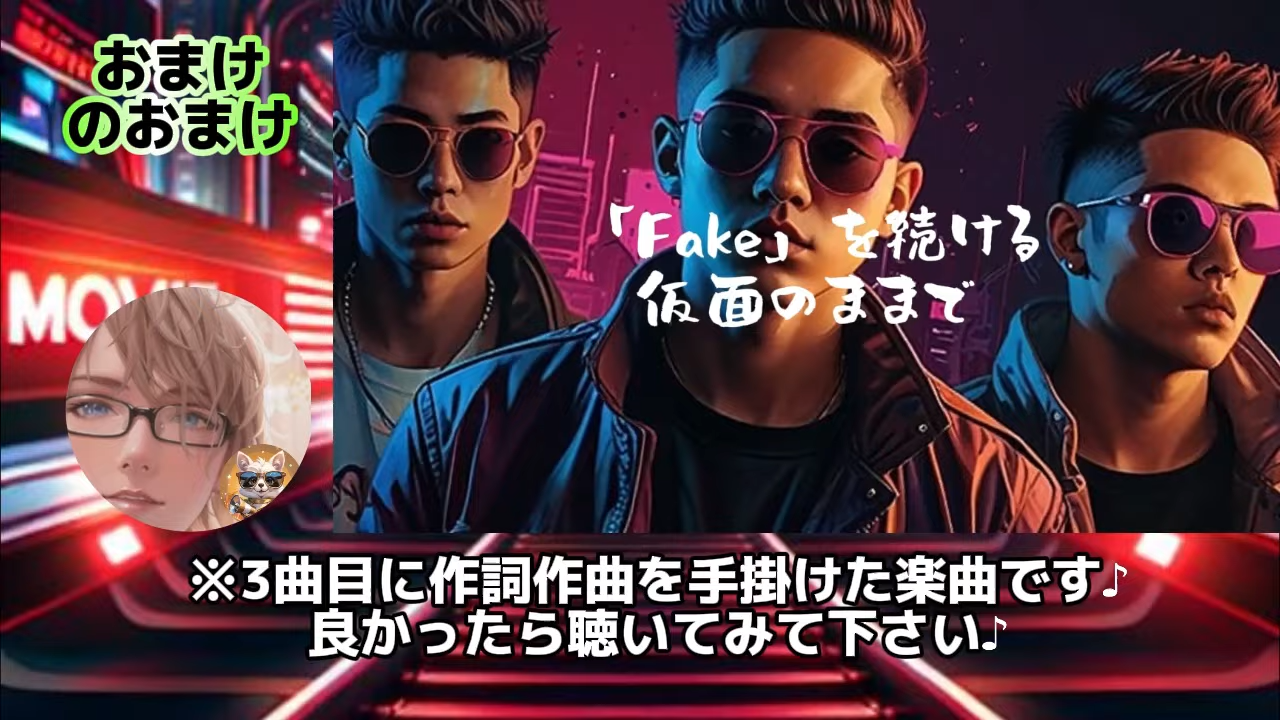 おまけ
のおまけ
「Fake」を続ける
仮面のままで
※3曲目に作詞作曲を手掛けた楽曲です♪
良かったら聴いてみて下さい♪